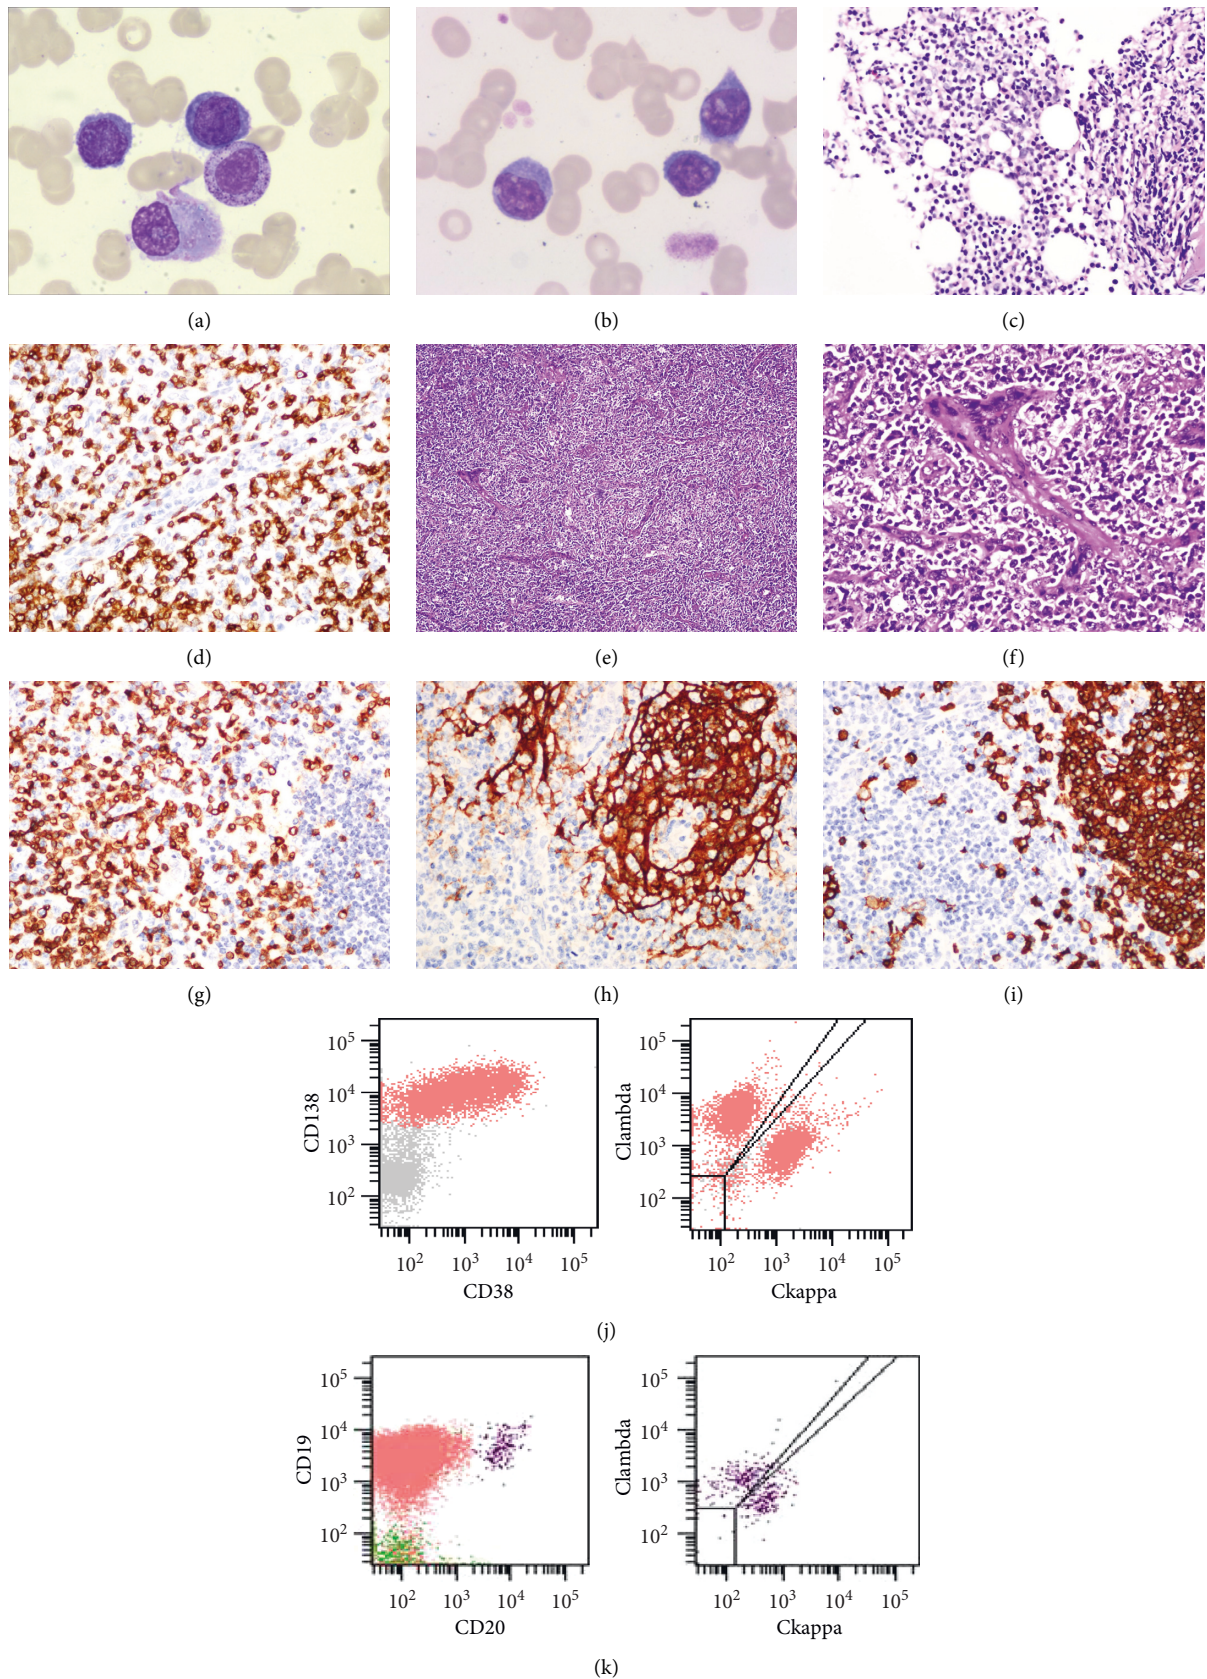 (a) (b) (c)
(d) (e) (f)
(g) (h) (i)
10⁵ 10⁵
10⁴ 10⁴
CD138 Clambda
10³ 10³
10² 10²
10² 10³ 10⁴ 10⁵ 10² 10³ 10⁴ 10⁵
CD38 Ckappa
(j)
10⁵ 10⁵
10⁴ 10⁴
CD19 Clambda
10³ 10³
10² 10²
10² 10³ 10⁴ 10⁵ 10² 10³ 10⁴ 10⁵
CD20 Ckappa
(k)